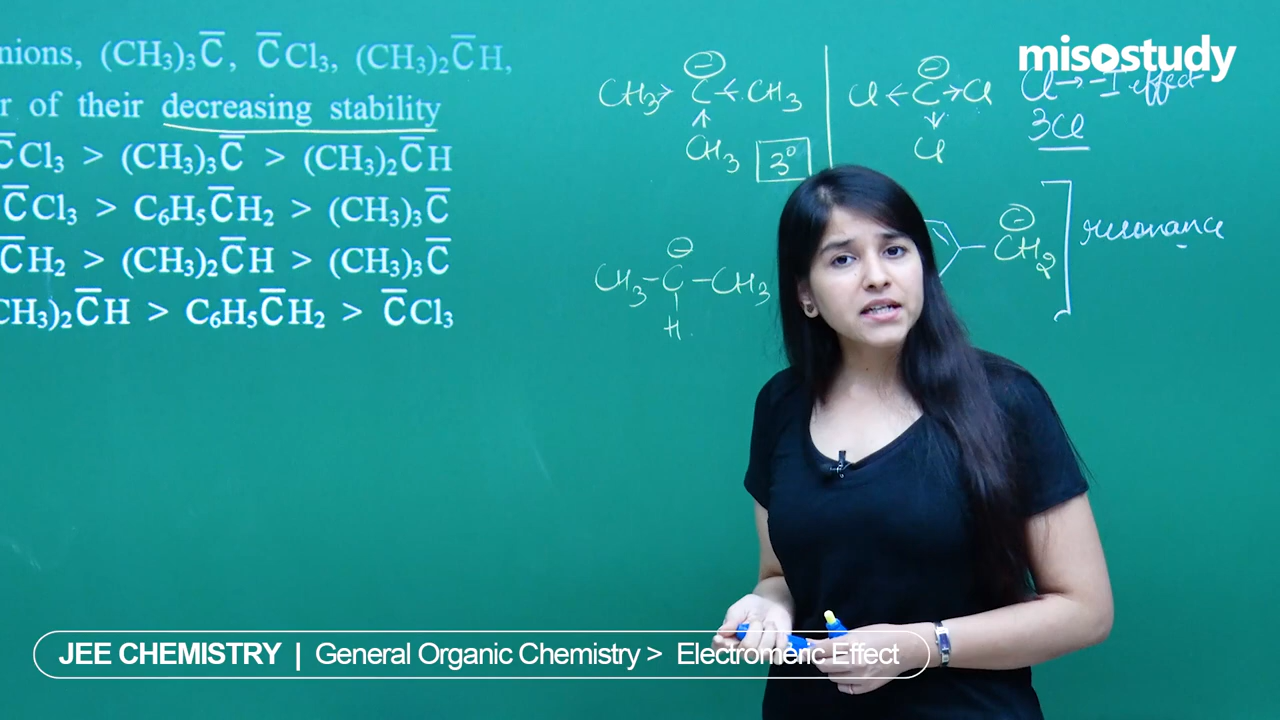 nions, (CH₃)₃C̅, C̅Cl₃, (CH₃)₂C̅H,
r of their decreasing stability
C̅Cl₃ > (CH₃)₃C̅ > (CH₃)₂C̅H
C̅Cl₃ > C₆H₅C̅H₂ > (CH₃)₃C̅
C̅H₂ > (CH₃)₂C̅H > (CH₃)₃C̅
CH₃)₂C̅H > C₆H₅C̅H₂ > C̅Cl₃
⊖
CH₃→C←CH₃
↑
CH₃ 3°
⊖
Cl←C→Cl
↓
Cl
Cl→-I effect
3Cl
⊖
CH₃-C-CH₃
|
H
⊖
CH₂
resonance
misostudy
JEE CHEMISTRY | General Organic Chemistry > Electromeric Effect